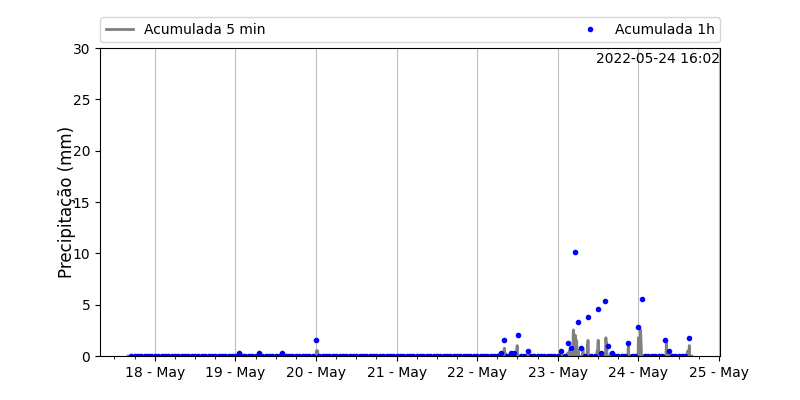 Acumulada 5 min
Acumulada 1h
2022-05-24 16:02
Precipitação (mm)
30
25
20
15
10
5
0
18 - May
19 - May
20 - May
21 - May
22 - May
23 - May
24 - May
25 - May